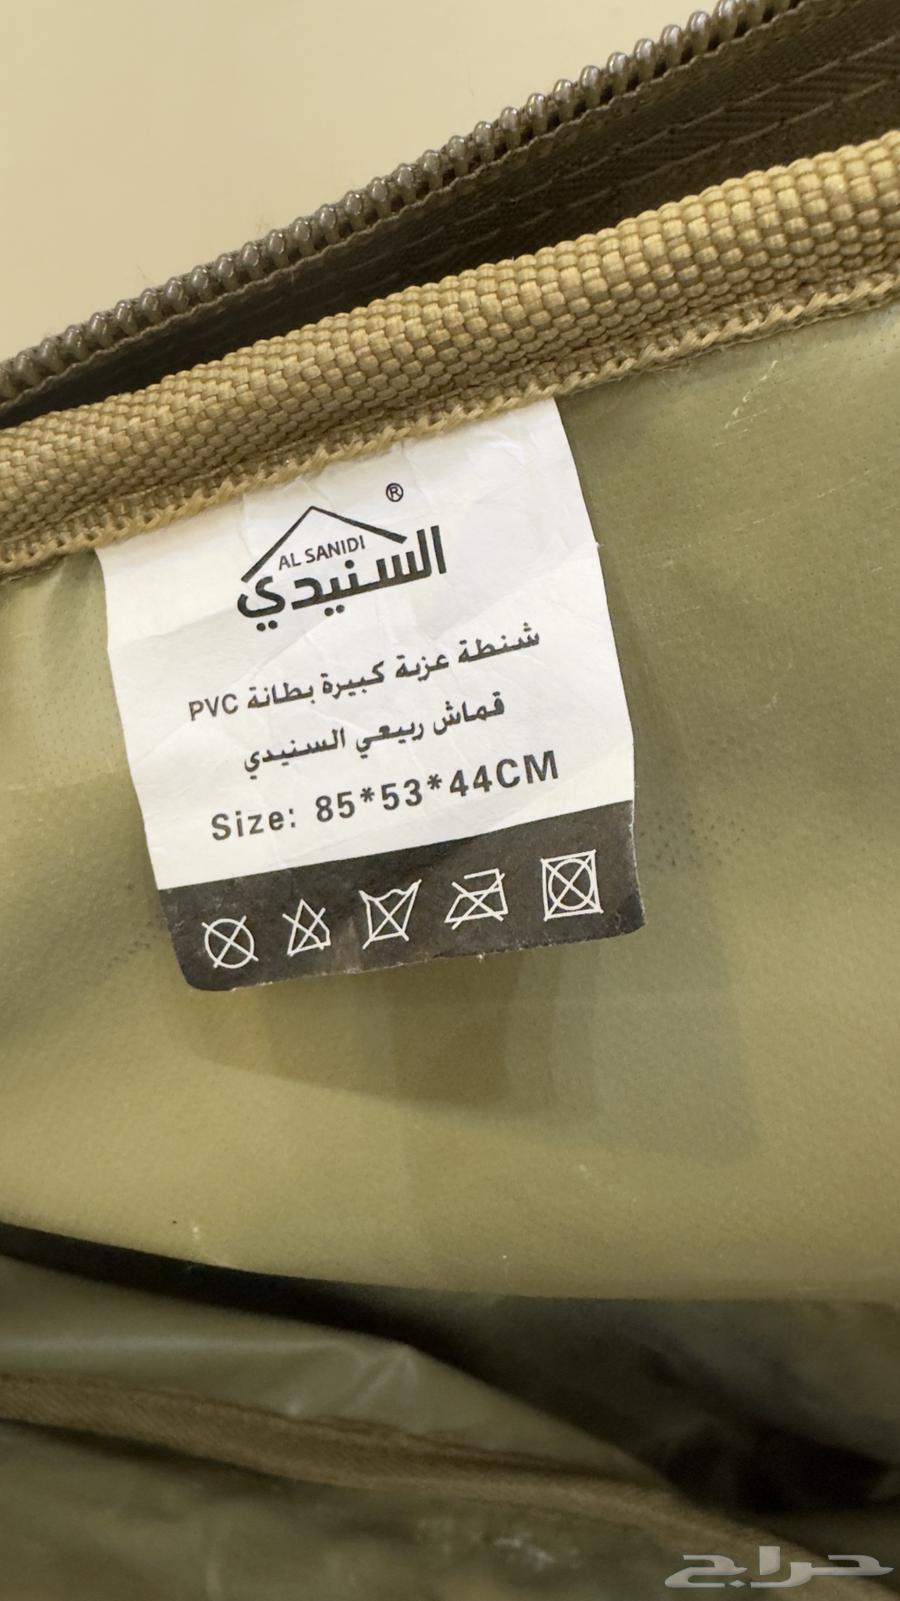 ®
AL SANIDI
السنيدي
شنطة عزبة كبيرة بطانة PVC
قماش ربيعي السنيدي
Size: 85*53*44CM
حراج